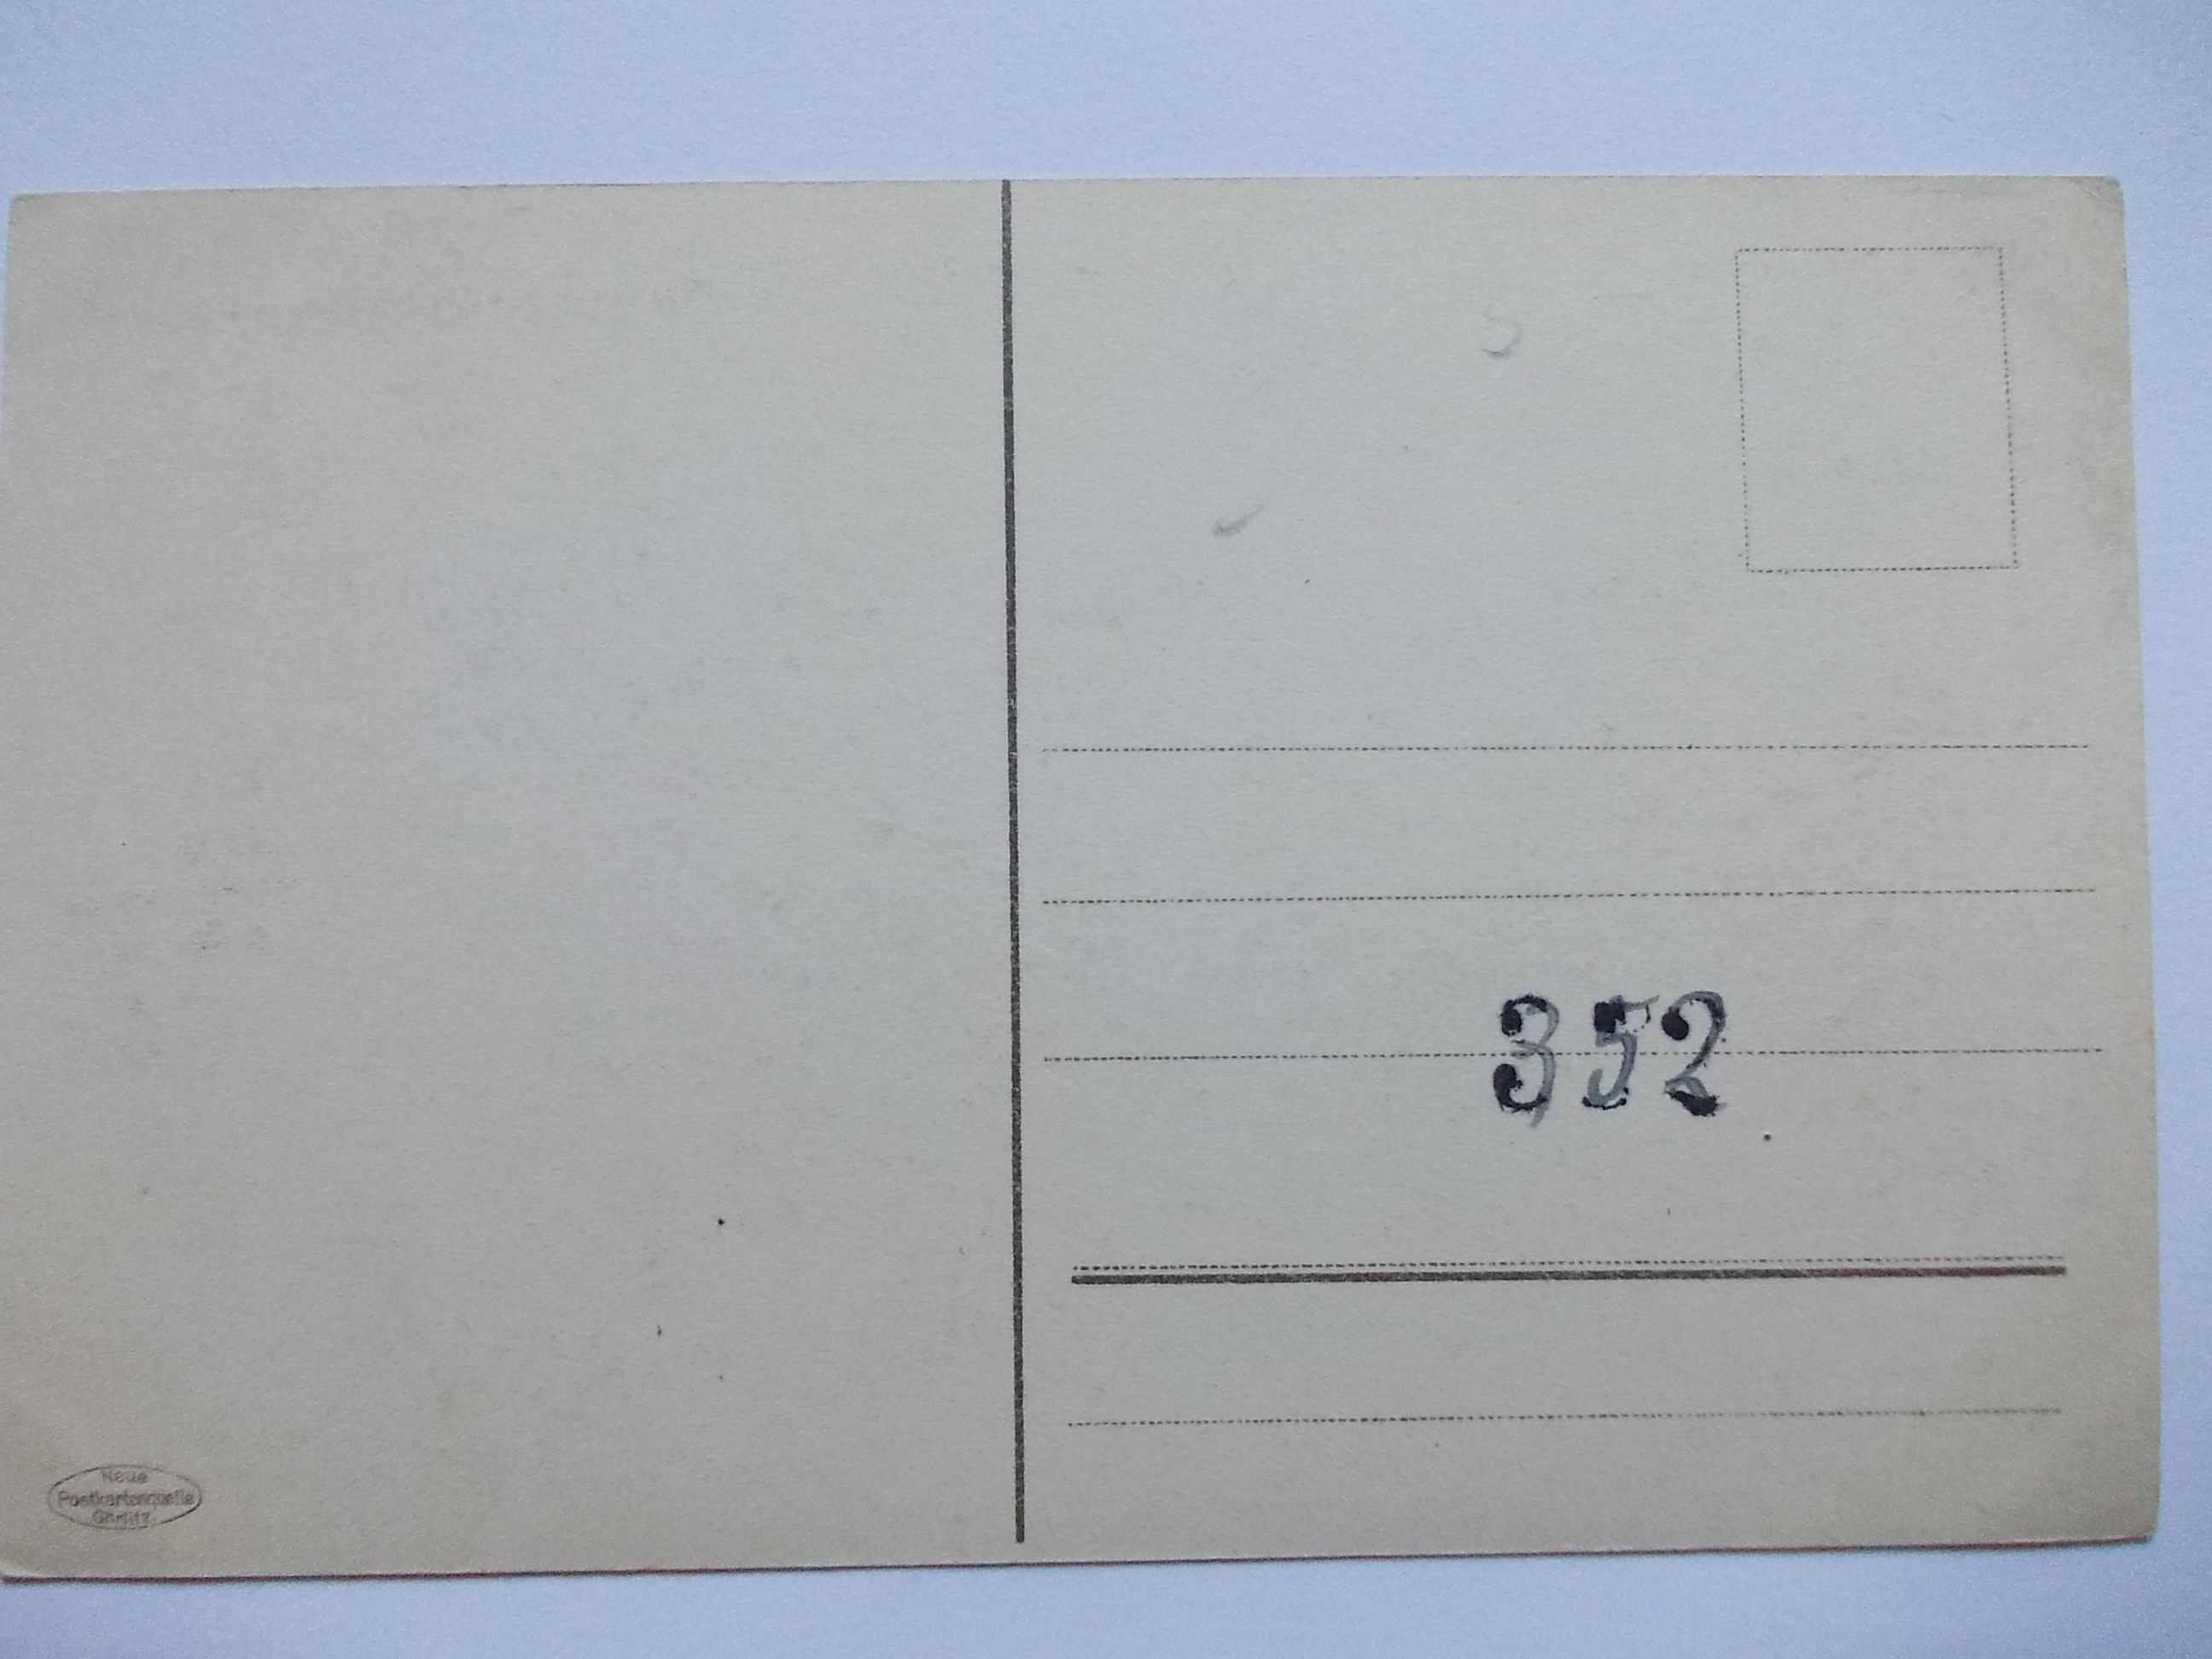 352
Neue
Postkartenquelle
Görlitz.